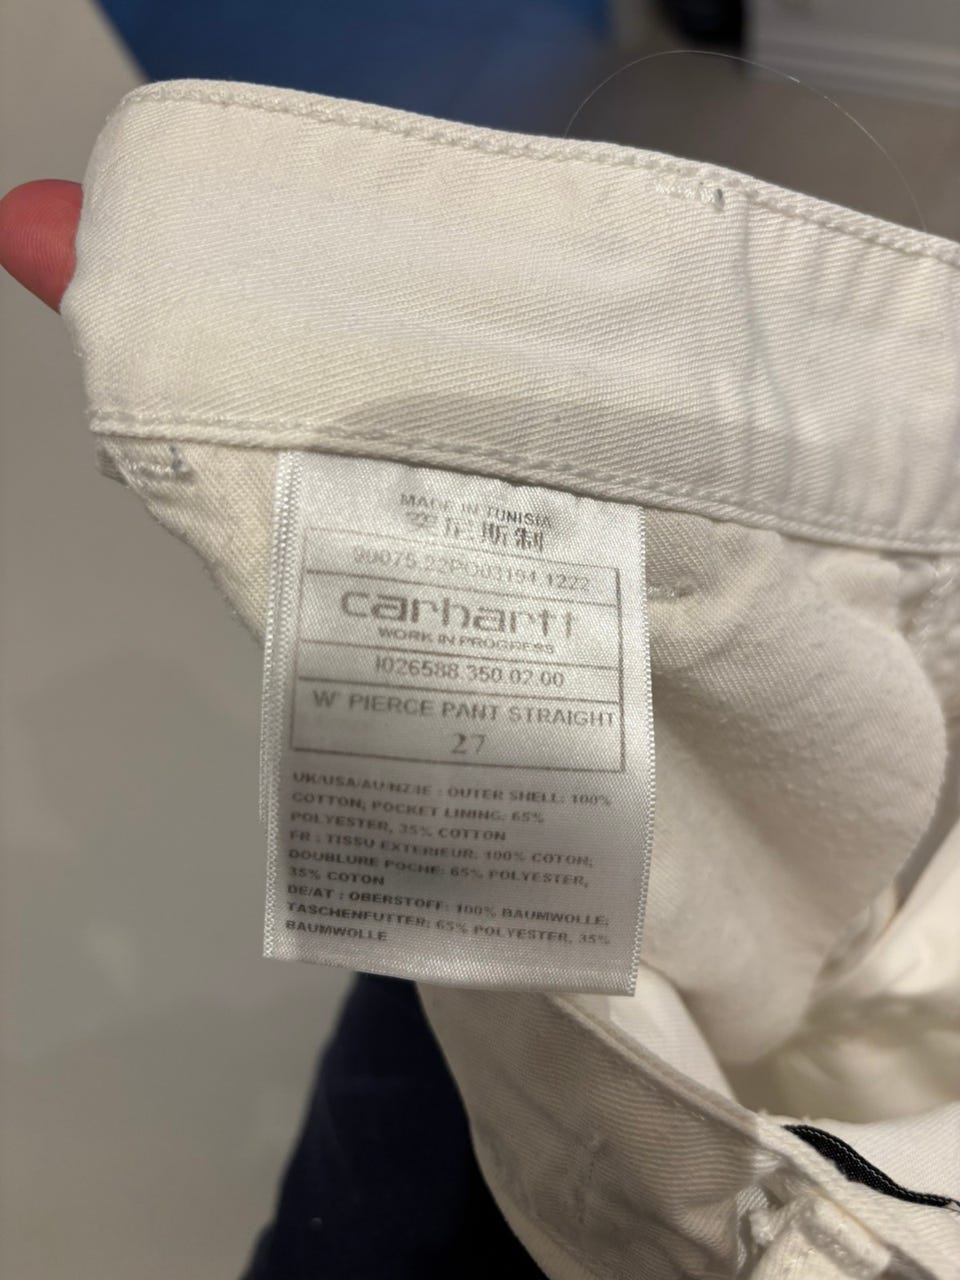 MADE IN TUNISIA
突尼斯制
90075.22PO03194.1222
carhartt
WORK IN PROGRESS
I026588.350.02.00
W' PIERCE PANT STRAIGHT
27
UK/USA/AU/NZ/IE : OUTER SHELL: 100%
COTTON; POCKET LINING: 65%
POLYESTER, 35% COTTON
FR : TISSU EXTERIEUR: 100% COTON;
DOUBLURE POCHE: 65% POLYESTER,
35% COTON
DE/AT : OBERSTOFF: 100% BAUMWOLLE;
TASCHENFUTTER: 65% POLYESTER, 35%
BAUMWOLLE